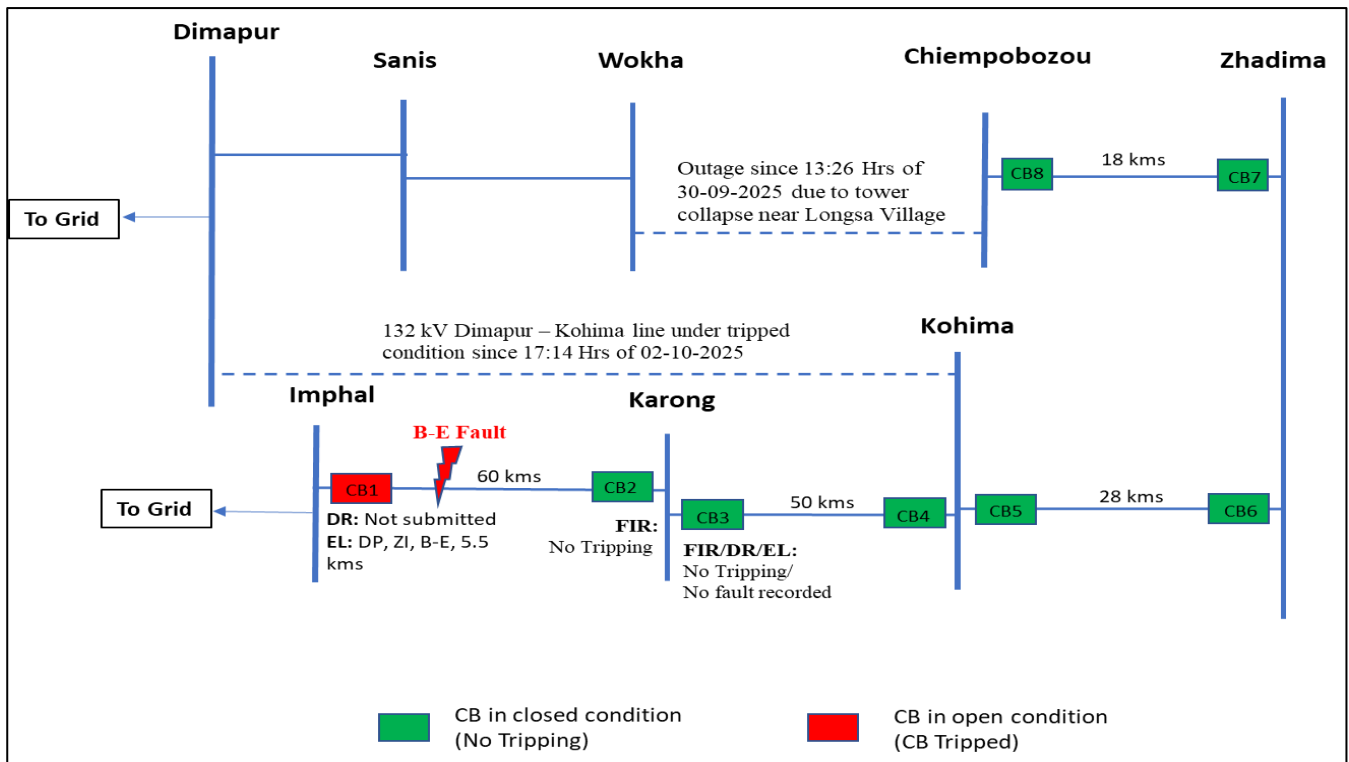 Dimapur
Sanis
Wokha
Chiempobozou
Zhadima
Outage since 13:26 Hrs of
30-09-2025 due to tower
collapse near Longsa Village
CB8
18 kms
CB7
To Grid
132 kV Dimapur – Kohima line under tripped
condition since 17:14 Hrs of 02-10-2025
Kohima
Imphal
Karong
B-E Fault
CB1
60 kms
CB2
To Grid
DR: Not submitted
EL: DP, ZI, B-E, 5.5
kms
FIR:
No Tripping
CB3
50 kms
CB4
CB5
28 kms
CB6
FIR/DR/EL:
No Tripping/
No fault recorded
CB in closed condition
(No Tripping)
CB in open condition
(CB Tripped)